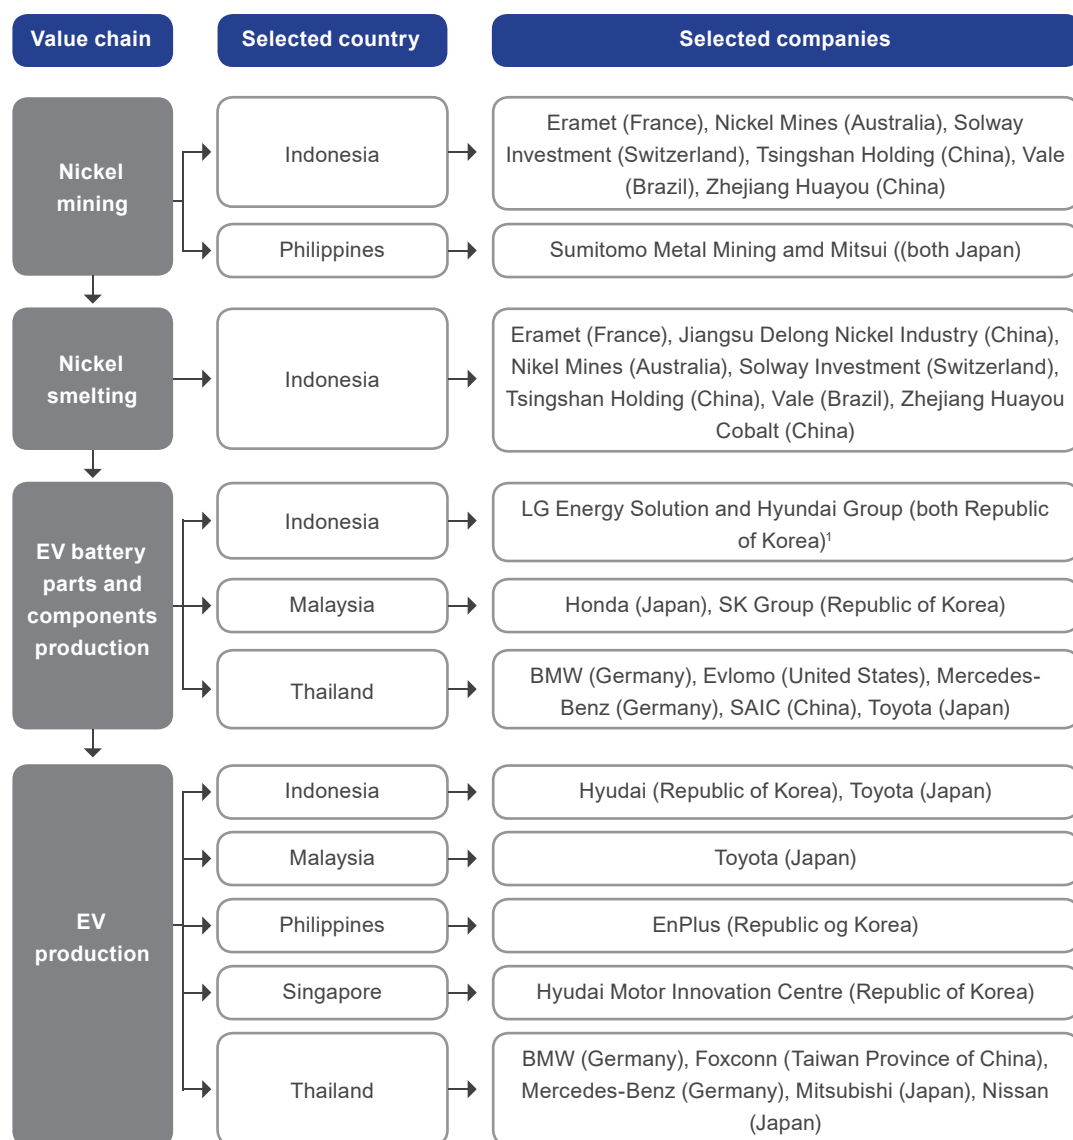 Value chain
Selected country
Selected companies
Nickel
mining
Indonesia
Eramet (France), Nickel Mines (Australia), Solway
Investment (Switzerland), Tsingshan Holding (China), Vale
(Brazil), Zhejiang Huayou (China)
Philippines
Sumitomo Metal Mining amd Mitsui ((both Japan)
Nickel
smelting
Indonesia
Eramet (France), Jiangsu Delong Nickel Industry (China),
Nikel Mines (Australia), Solway Investment (Switzerland),
Tsingshan Holding (China), Vale (Brazil), Zhejiang Huayou
Cobalt (China)
EV battery
parts and
components
production
Indonesia
LG Energy Solution and Hyundai Group (both Republic
of Korea)¹
Malaysia
Honda (Japan), SK Group (Republic of Korea)
Thailand
BMW (Germany), Evlomo (United States), Mercedes-
Benz (Germany), SAIC (China), Toyota (Japan)
EV
production
Indonesia
Hyudai (Republic of Korea), Toyota (Japan)
Malaysia
Toyota (Japan)
Philippines
EnPlus (Republic og Korea)
Singapore
Hyudai Motor Innovation Centre (Republic of Korea)
Thailand
BMW (Germany), Foxconn (Taiwan Province of China),
Mercedes-Benz (Germany), Mitsubishi (Japan), Nissan
(Japan)